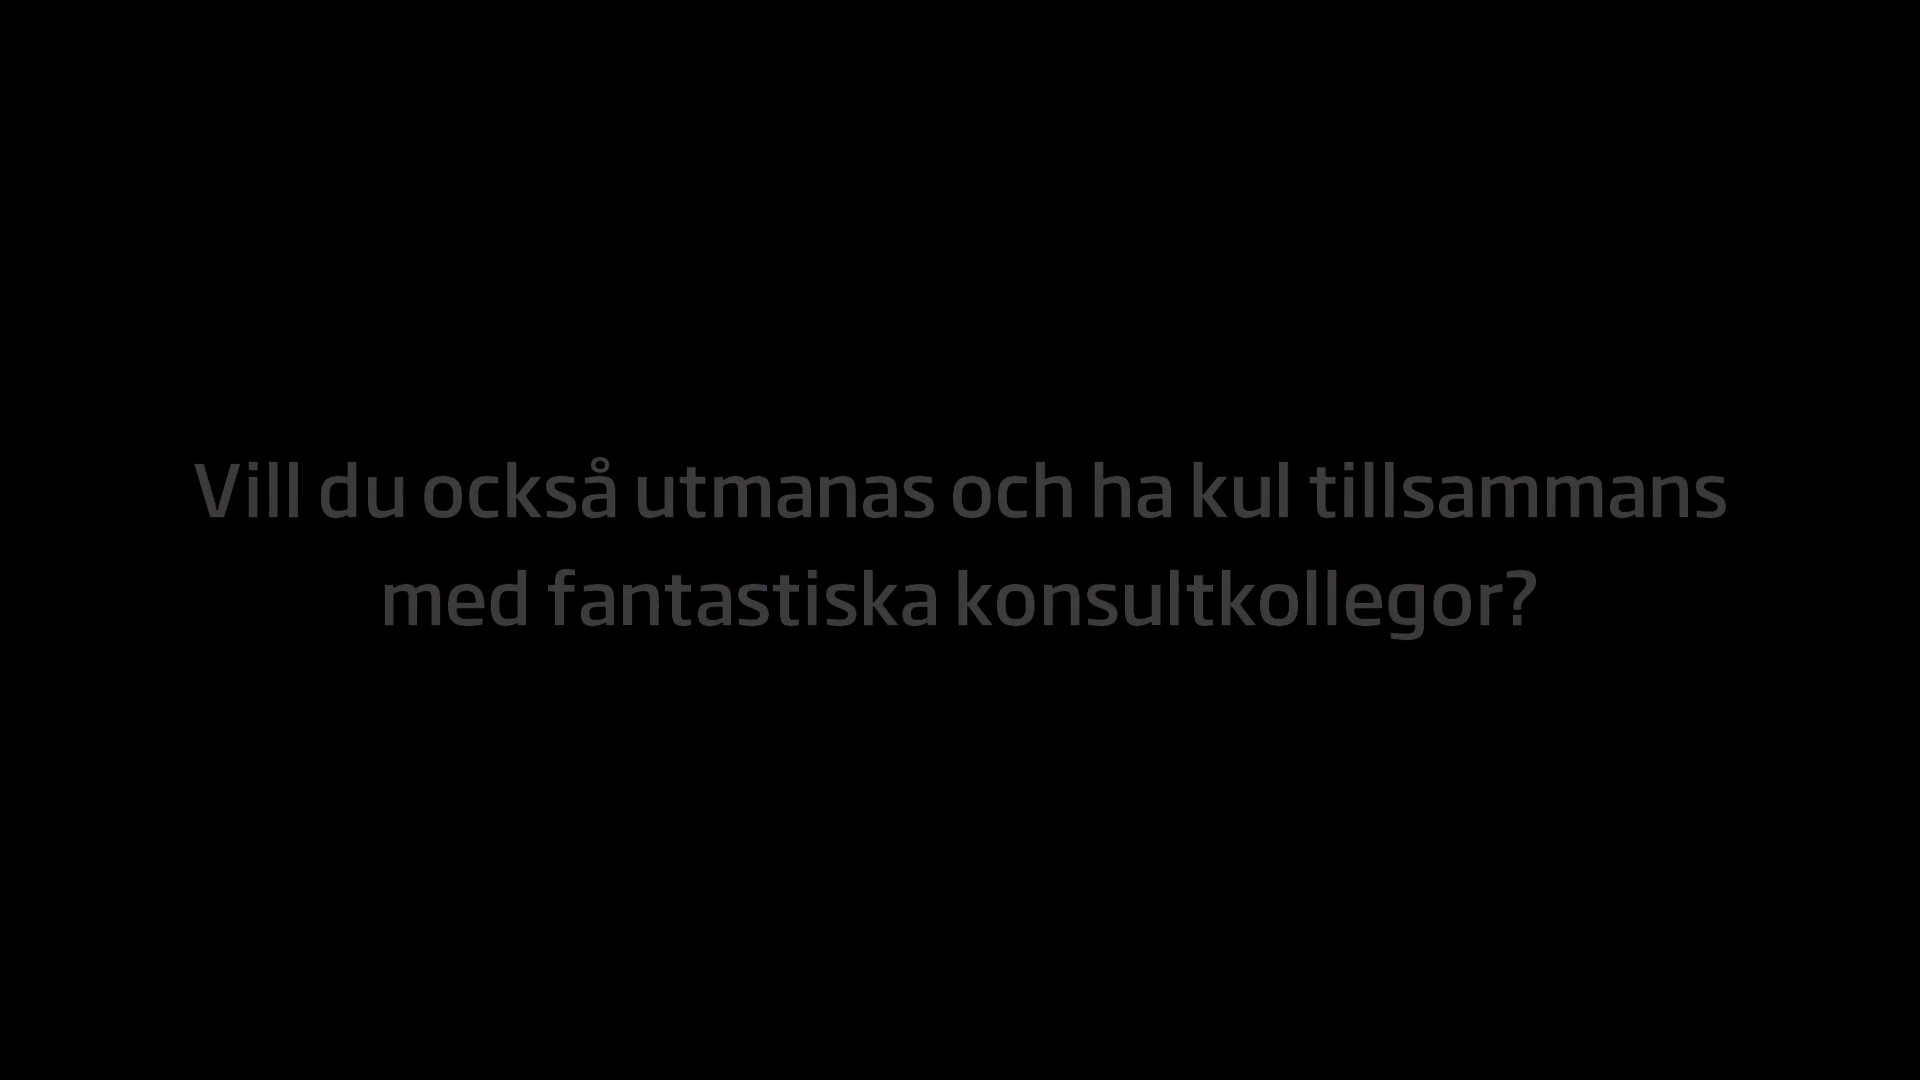 Vill du också utmanas och ha kul tillsammans
med fantastiska konsultkollegor?